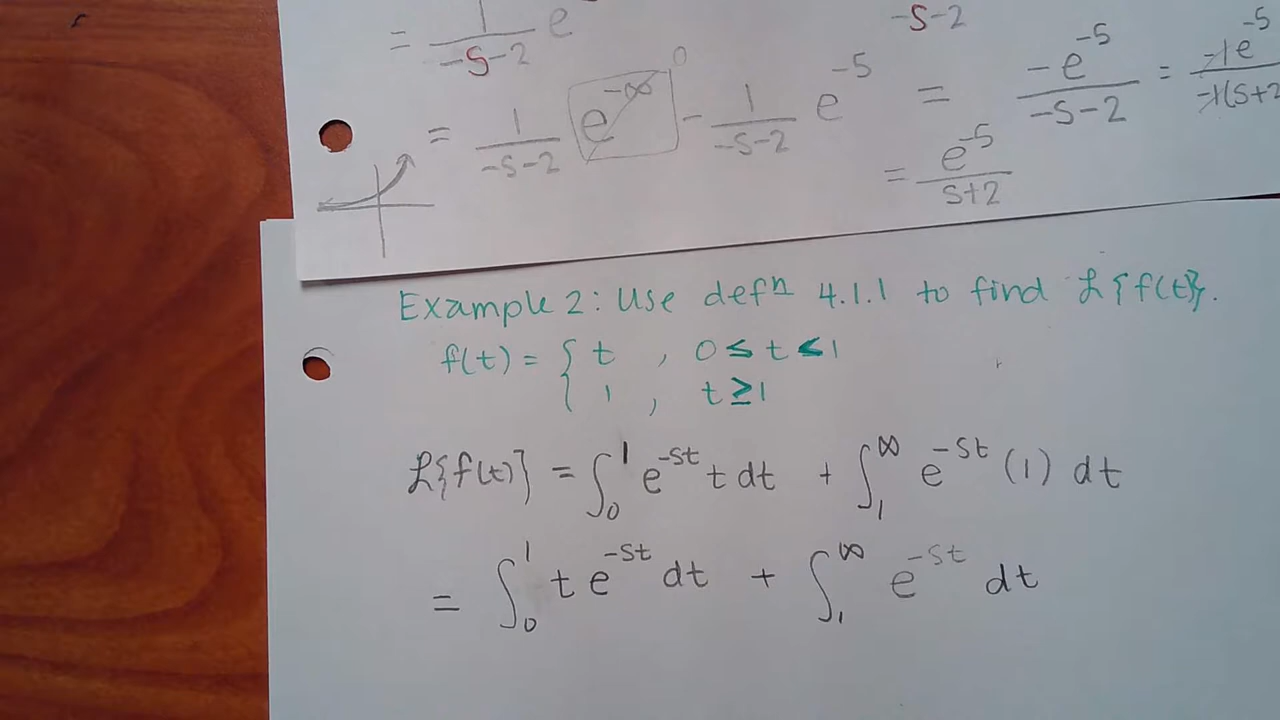 = 1/(-s-2) e -s-2
= 1/(-s-2) e^{-∞} 0 - 1/(-s-2) e^{-5} = -e^{-5}/(-s-2) = -1e^{-5}/(-1(s+2
= e^{-5}/(s+2)
Example 2: Use defⁿ 4.1.1 to find ℒ{f(t)}.
f(t) = { t , 0 ≤ t < 1
{ 1 , t ≥ 1
ℒ{f(t)} = ∫₀¹ e^{-st} t dt + ∫₁^∞ e^{-st} (1) dt
= ∫₀¹ t e^{-st} dt + ∫₁^∞ e^{-st} dt